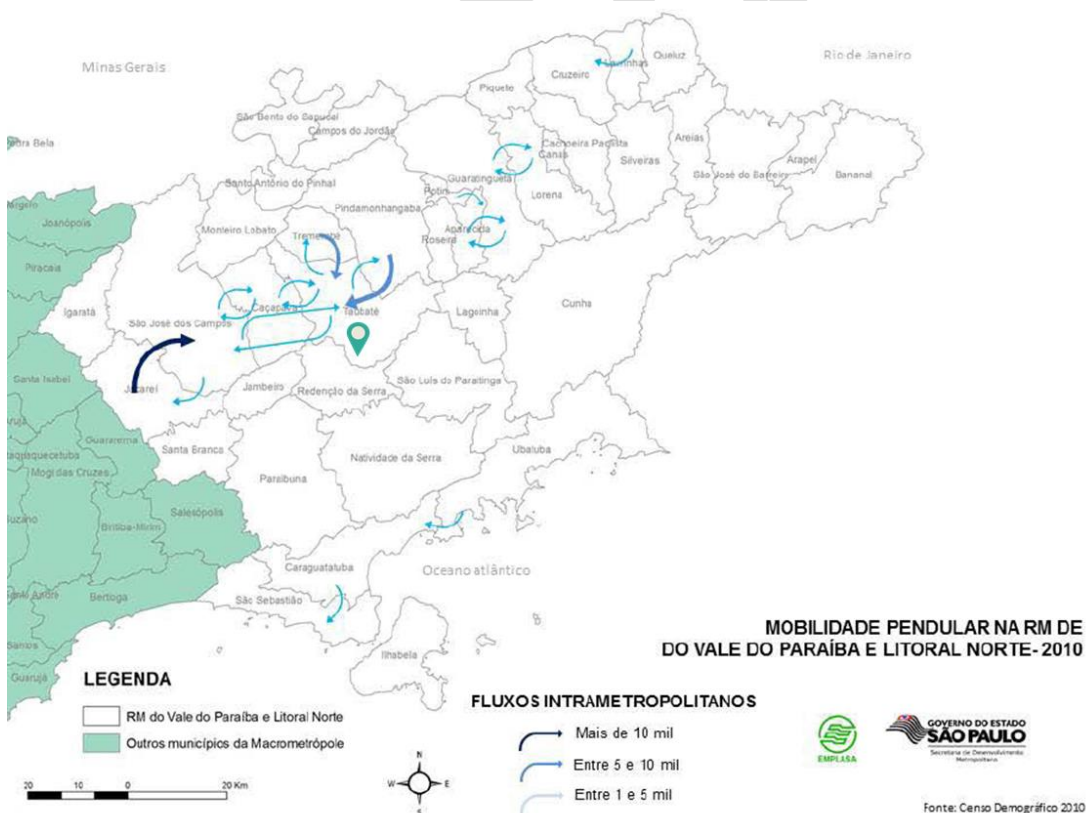 Minas Gerais
Rio de Janeiro
Queluz
Cruzeiro
Piquete
São Bento do Sapucaí
Campos do Jordão
Cachoeira Paulista
Canas
Areias
Silveiras
Arapeí
São José do Barreiro
Bananal
Guaratinguetá
Potim
Lorena
Santo Antônio do Pinhal
Pindamonhangaba
Joanópolis
Monteiro Lobato
Tremembé
Aparecida
Roseira
Piracaia
Igaratá
Caçapava
Taubaté
Lagoinha
Cunha
São José dos Campos
Santa Isabel
Jacareí
Jambeiro
Redenção da Serra
São Luís do Paraitinga
Guararema
Santa Branca
Natividade da Serra
Ubatuba
Mogi das Cruzes
Paraibuna
Salesópolis
Biritiba-Mirim
Caraguatatuba
Oceano atlântico
Bertioga
São Sebastião
Ilhabela
Guarujá
MOBILIDADE PENDULAR NA RM DE
DO VALE DO PARAÍBA E LITORAL NORTE- 2010
LEGENDA
RM do Vale do Paraíba e Litoral Norte
Outros municípios da Macrometrópole
FLUXOS INTRAMETROPOLITANOS
Mais de 10 mil
Entre 5 e 10 mil
Entre 1 e 5 mil
N
W
E
20
10
0
20 Km
EMPLASA
GOVERNO DO ESTADO
SÃO PAULO
Secretaria de Desenvolvimento
Metropolitano
Fonte: Censo Demográfico 2010